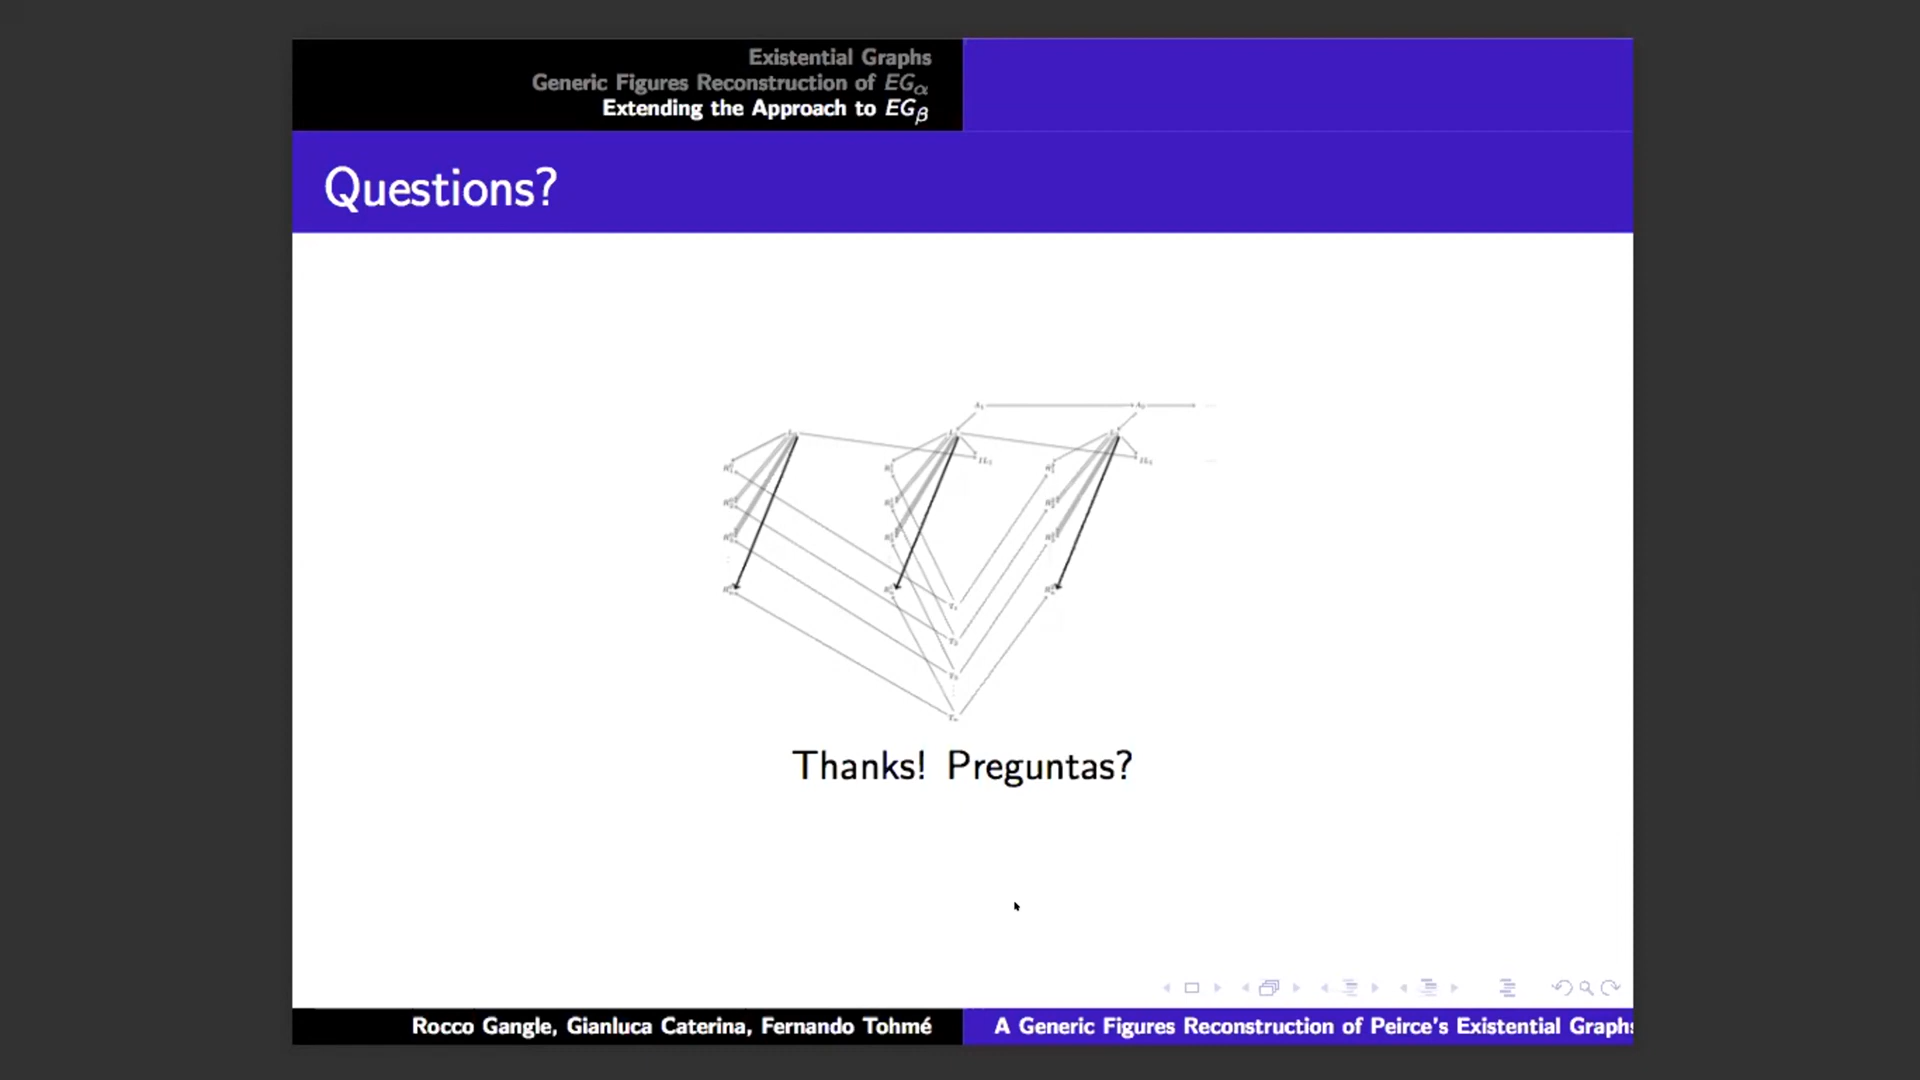 Existential Graphs
Generic Figures Reconstruction of EGα
Extending the Approach to EGβ
Questions?
Thanks! Preguntas?
Rocco Gangle, Gianluca Caterina, Fernando Tohmé
A Generic Figures Reconstruction of Peirce's Existential Graphs